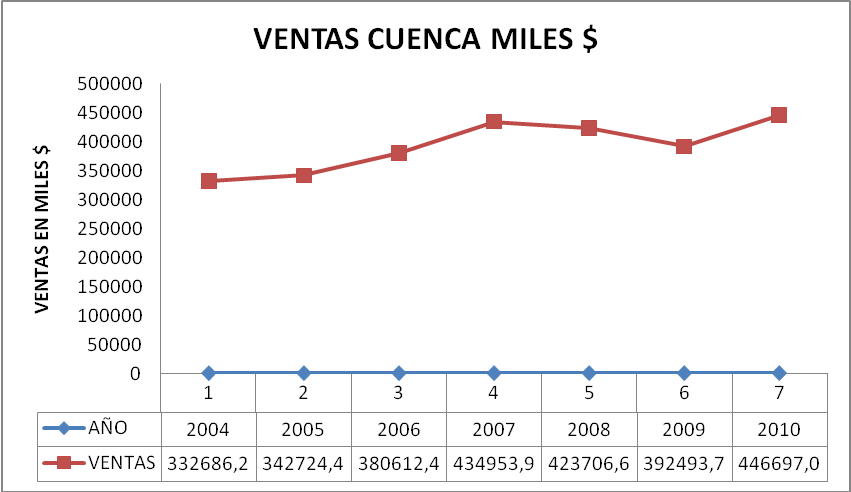 VENTAS CUENCA MILES $
VENTAS EN MILES $
500000
450000
400000
350000
300000
250000
200000
150000
100000
50000
0
1 2 3 4 5 6 7
AÑO 2004 2005 2006 2007 2008 2009 2010
VENTAS 332686,2 342724,4 380612,4 434953,9 423706,6 392493,7 446697,0